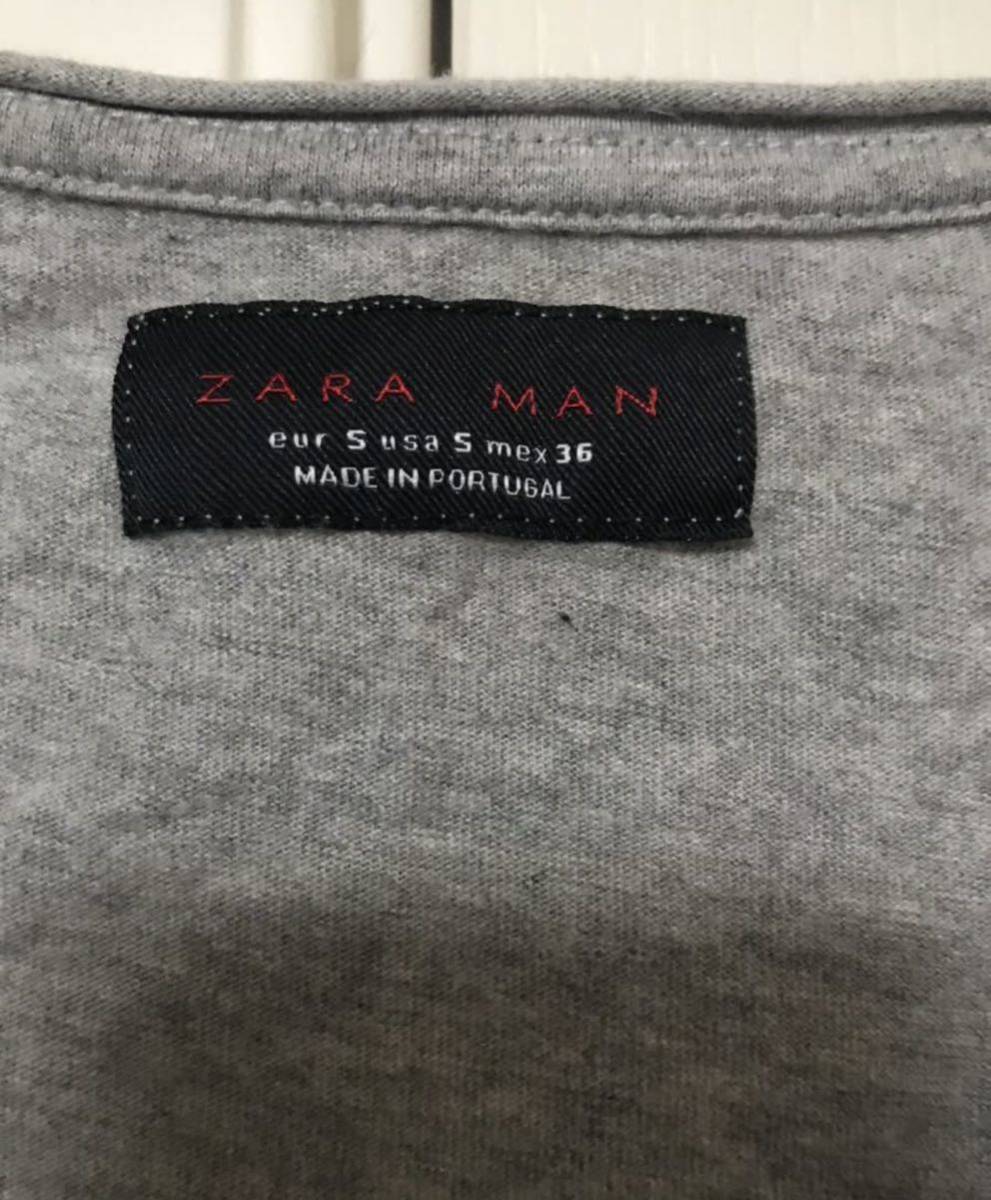 ZARA MAN
eur S usa S mex 36
MADE IN PORTUGAL